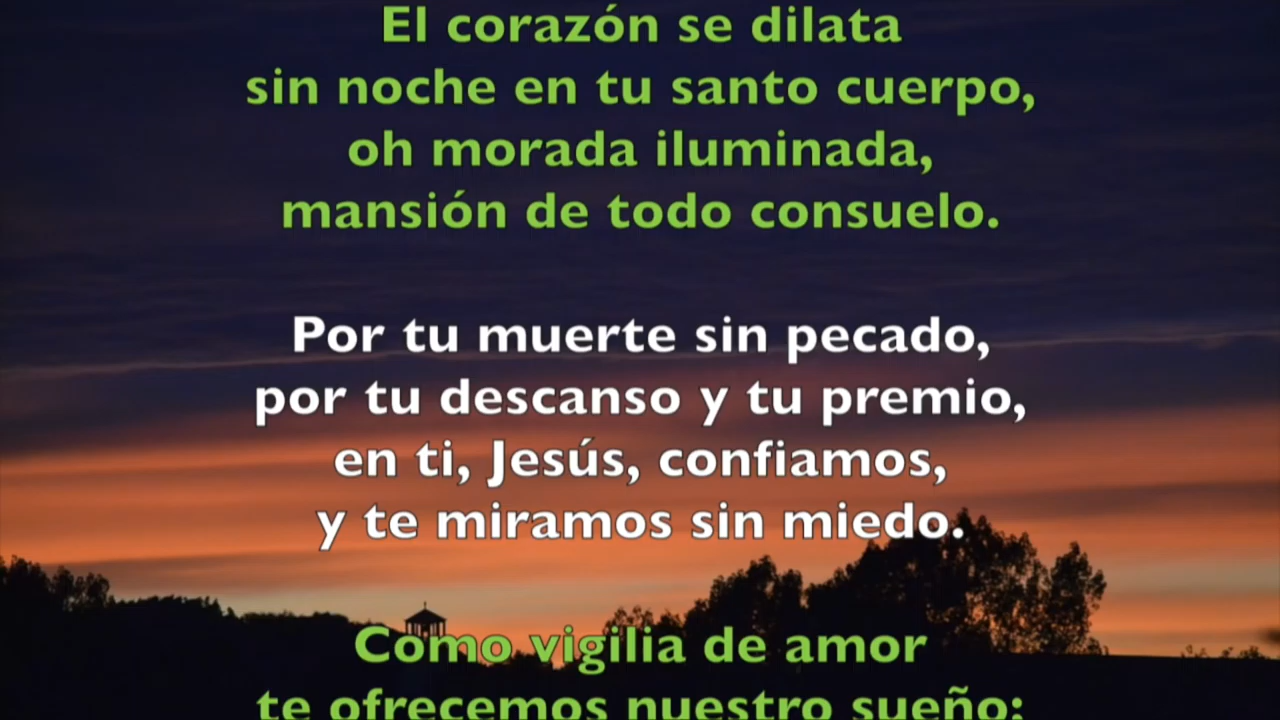 El corazón se dilata
sin noche en tu santo cuerpo,
oh morada iluminada,
mansión de todo consuelo.
Por tu muerte sin pecado,
por tu descanso y tu premio,
en ti, Jesús, confiamos,
y te miramos sin miedo.
Como vigilia de amor
te ofrecemos nuestro sueño;